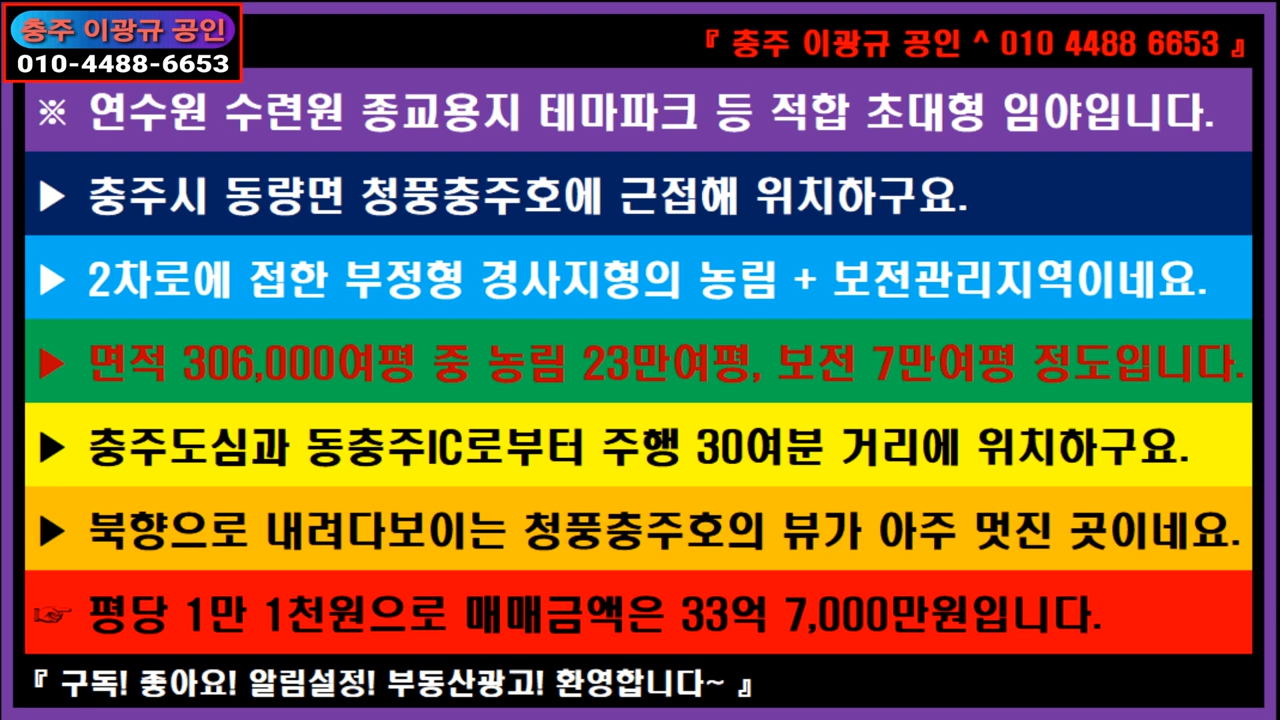 충주 이광규 공인
010-4488-6653
『 충주 이광규 공인 ^ 010 4488 6653 』
※ 연수원 수련원 종교용지 테마파크 등 적합 초대형 임야입니다.
▶ 충주시 동량면 청풍충주호에 근접해 위치하구요.
▶ 2차로에 접한 부정형 경사지형의 농림 + 보전관리지역이네요.
▶ 면적 306,000여평 중 농림 23만여평, 보전 7만여평 정도입니다.
▶ 충주도심과 동충주IC로부터 주행 30여분 거리에 위치하구요.
▶ 북향으로 내려다보이는 청풍충주호의 뷰가 아주 멋진 곳이네요.
☞ 평당 1만 1천원으로 매매금액은 33억 7,000만원입니다.
『 구독! 좋아요! 알림설정! 부동산광고! 환영합니다~ 』